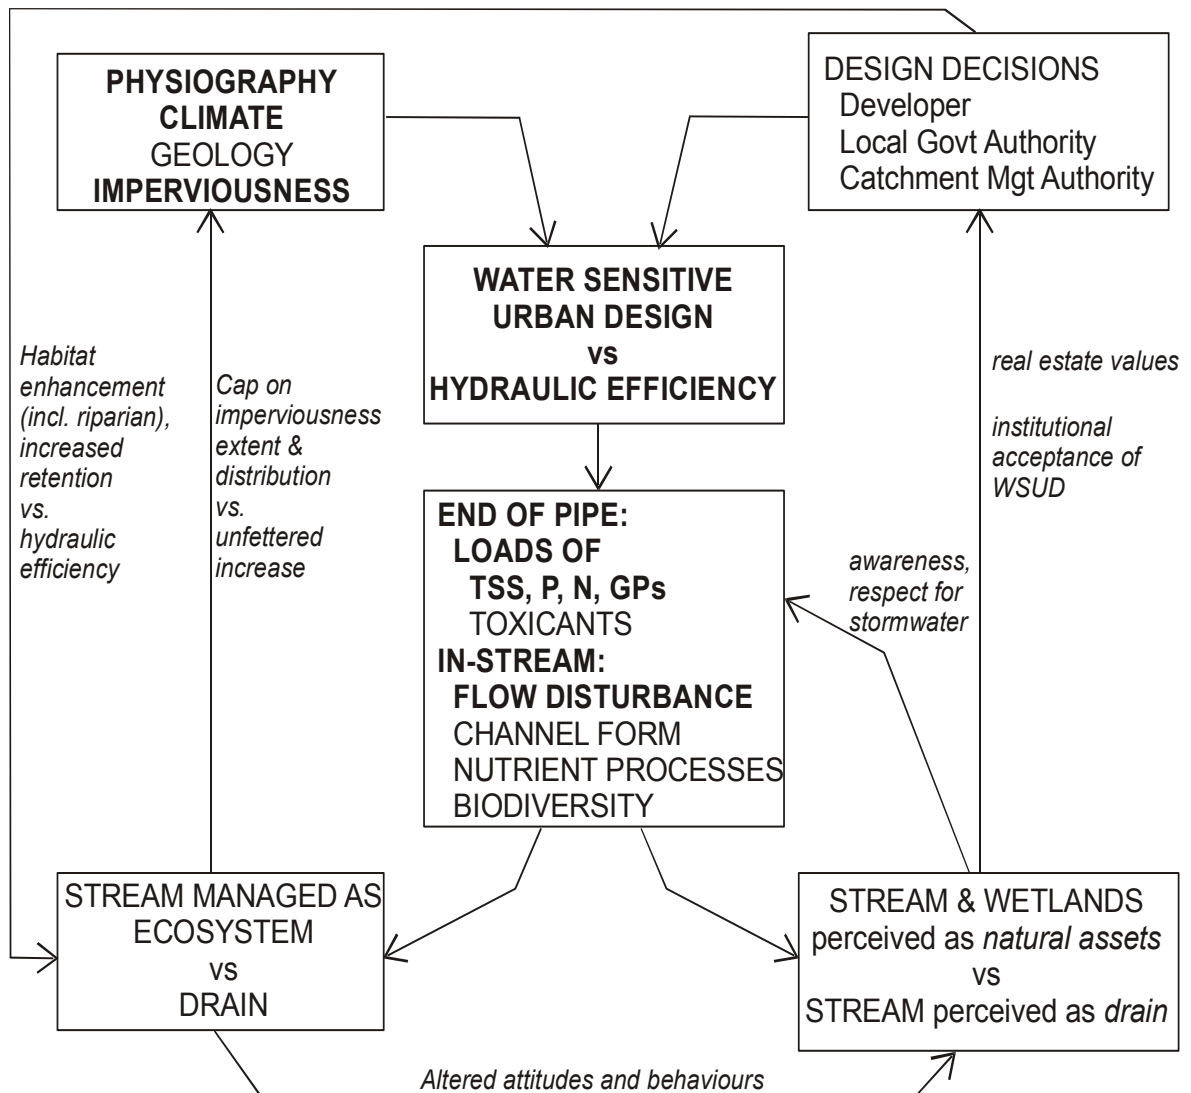 PHYSIOGRAPHY
CLIMATE
GEOLOGY
IMPERVIOUSNESS
DESIGN DECISIONS
Developer
Local Govt Authority
Catchment Mgt Authority
WATER SENSITIVE
URBAN DESIGN
vs
HYDRAULIC EFFICIENCY
Habitat
enhancement
(incl. riparian),
increased
retention
vs.
hydraulic
efficiency
Cap on
imperviousness
extent &
distribution
vs.
unfettered
increase
real estate values
institutional
acceptance of
WSUD
END OF PIPE:
LOADS OF
TSS, P, N, GPs
TOXICANTS
IN-STREAM:
FLOW DISTURBANCE
CHANNEL FORM
NUTRIENT PROCESSES
BIODIVERSITY
awareness,
respect for
stormwater
STREAM MANAGED AS
ECOSYSTEM
vs
DRAIN
STREAM & WETLANDS
perceived as natural assets
vs
STREAM perceived as drain
Altered attitudes and behaviours